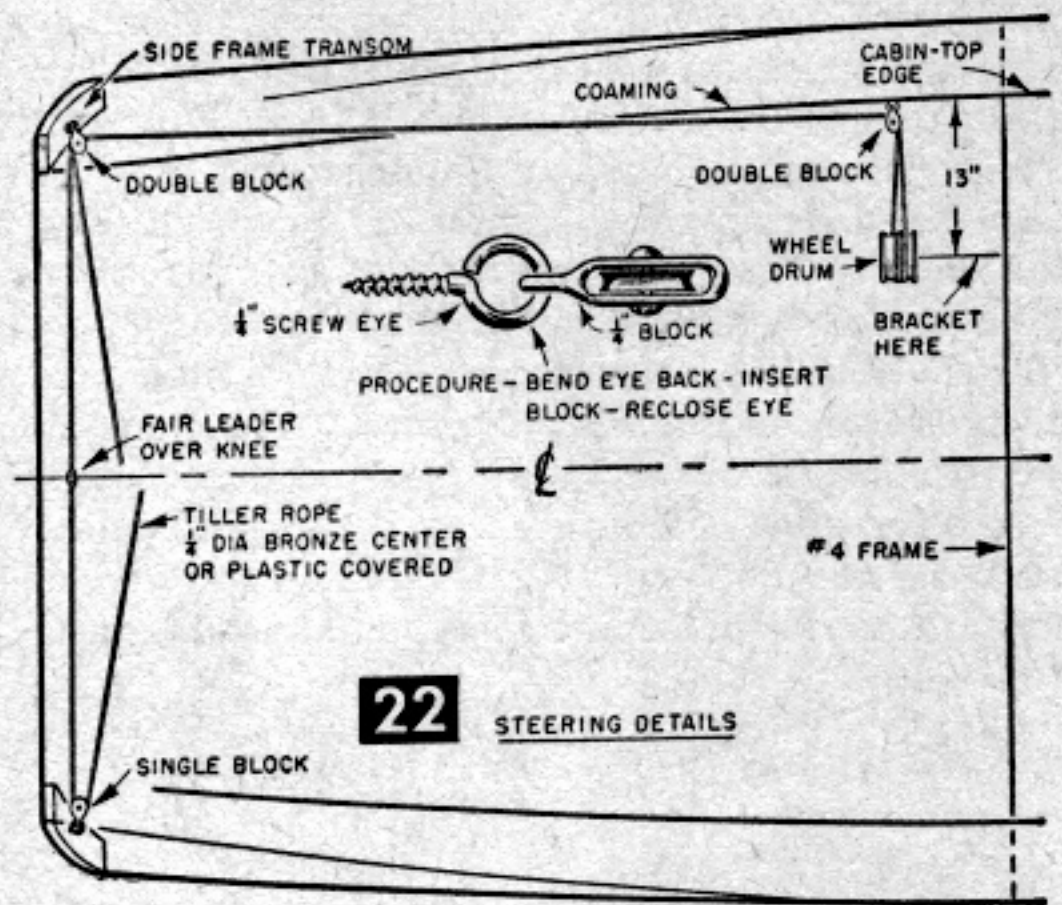 SIDE FRAME TRANSOM
CABIN-TOP
EDGE
COAMING
DOUBLE BLOCK
DOUBLE BLOCK
13"
WHEEL
DRUM
1/4" SCREW EYE
1/4" BLOCK
BRACKET
HERE
PROCEDURE - BEND EYE BACK - INSERT
BLOCK - RECLOSE EYE
FAIR LEADER
OVER KNEE
℄
TILLER ROPE
1/4" DIA BRONZE CENTER
OR PLASTIC COVERED
#4 FRAME
22 STEERING DETAILS
SINGLE BLOCK